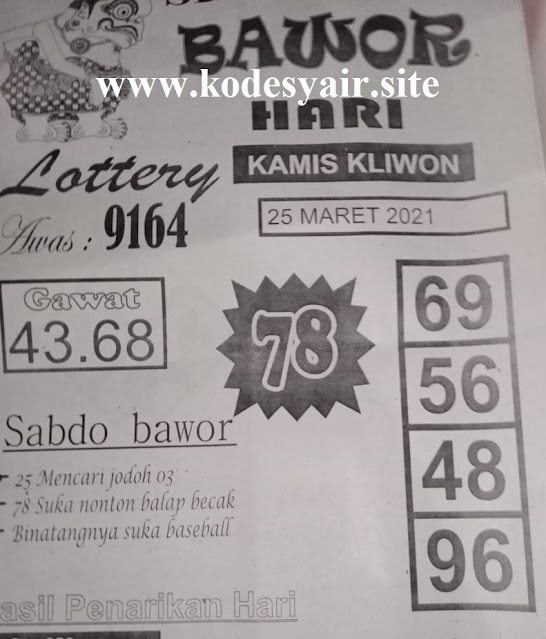 BAWOR
www.kodesyair.site
HARI
Lottery
KAMIS KLIWON
25 MARET 2021
Awas : 9164
Gawat
43.68
78
69
56
48
96
Sabdo bawor
- 25 Mencari jodoh 03
- 78 Suka nonton balap becak
- Binatangnya suka baseball
asil Penarikan Hari